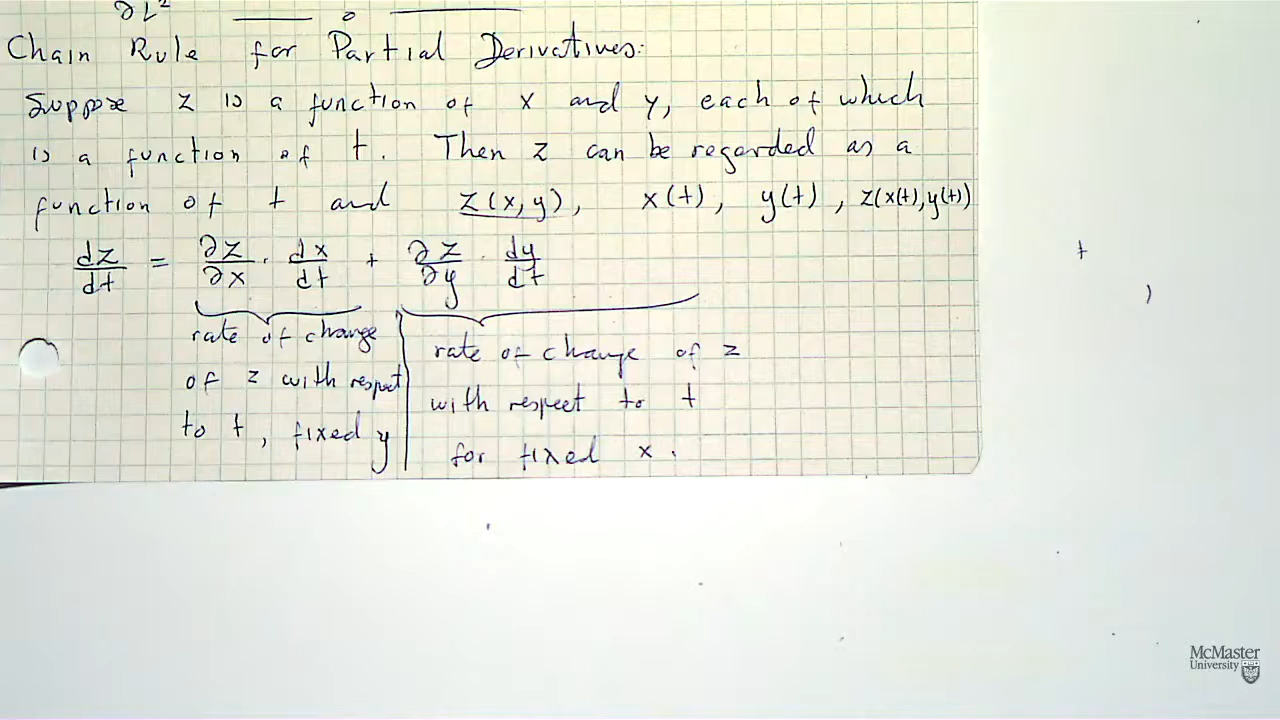 ∂L²
Chain Rule for Partial Derivatives:
Suppose z is a function of x and y, each of which
is a function of t. Then z can be regarded as a
function of t and z(x,y), x(t), y(t), z(x(t),y(t))
dz/dt = ∂z/∂x · dx/dt + ∂z/∂y · dy/dt
rate of change
of z with respect
to t, fixed y
rate of change of z
with respect to t
for fixed x.
McMaster
University